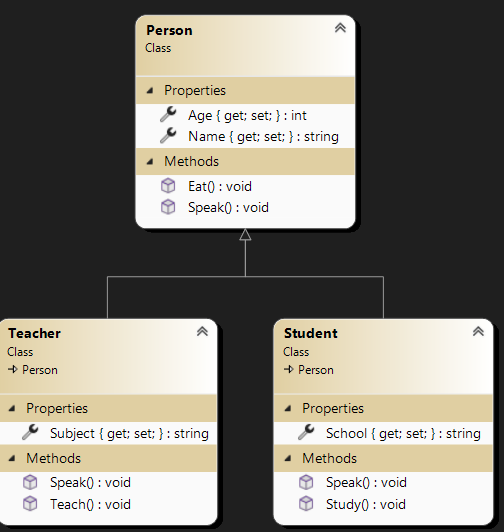 Person
Class
Properties
Age { get; set; } : int
Name { get; set; } : string
Methods
Eat() : void
Speak() : void
Teacher
Class
Person
Properties
Subject { get; set; } : string
Methods
Speak() : void
Teach() : void
Student
Class
Person
Properties
School { get; set; } : string
Methods
Speak() : void
Study() : void